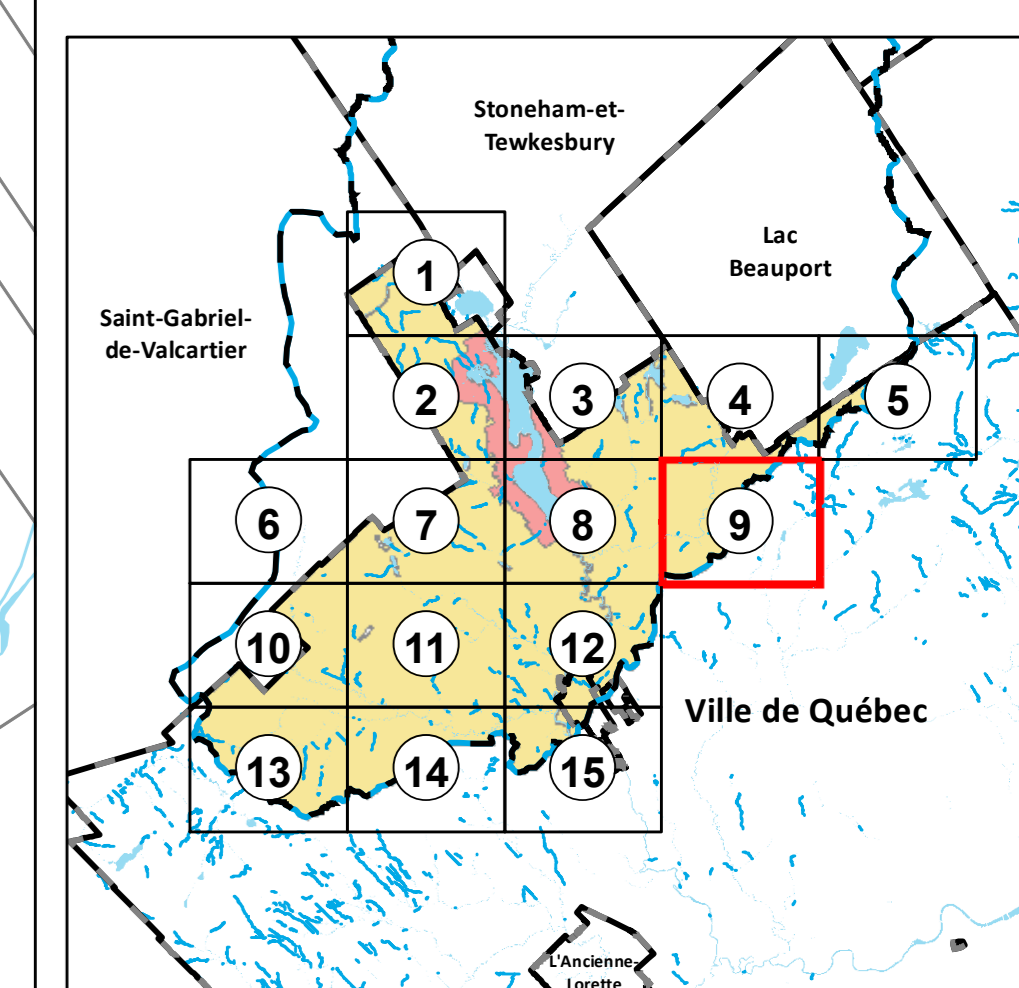 Stoneham-et-
Tewkesbury
Lac
Beauport
Saint-Gabriel-
de-Valcartier
1
2
3
4
5
6
7
8
9
10
11
12
Ville de Québec
13
14
15
L'Ancienne-
Lorette